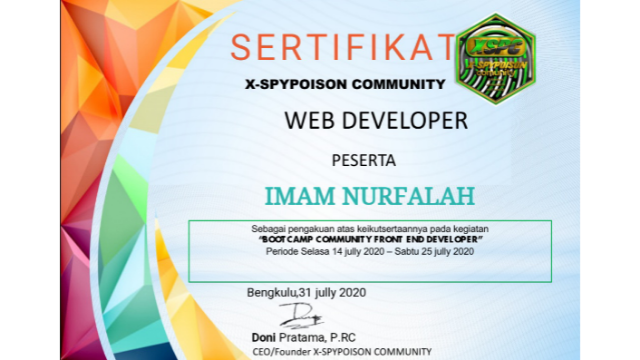 SERTIFIKAT
XSPC
X-SPYPOISON
X-SPYPOISON COMMUNITY
WEB DEVELOPER
PESERTA
IMAM NURFALAH
Sebagai pengakuan atas keikutsertaannya pada kegiatan
"BOOTCAMP COMMUNITY FRONT END DEVELOPER"
Periode Selasa 14 jully 2020 – Sabtu 25 jully 2020
Bengkulu,31 jully 2020
Doni Pratama, P.RC
CEO/Founder X-SPYPOISON COMMUNITY